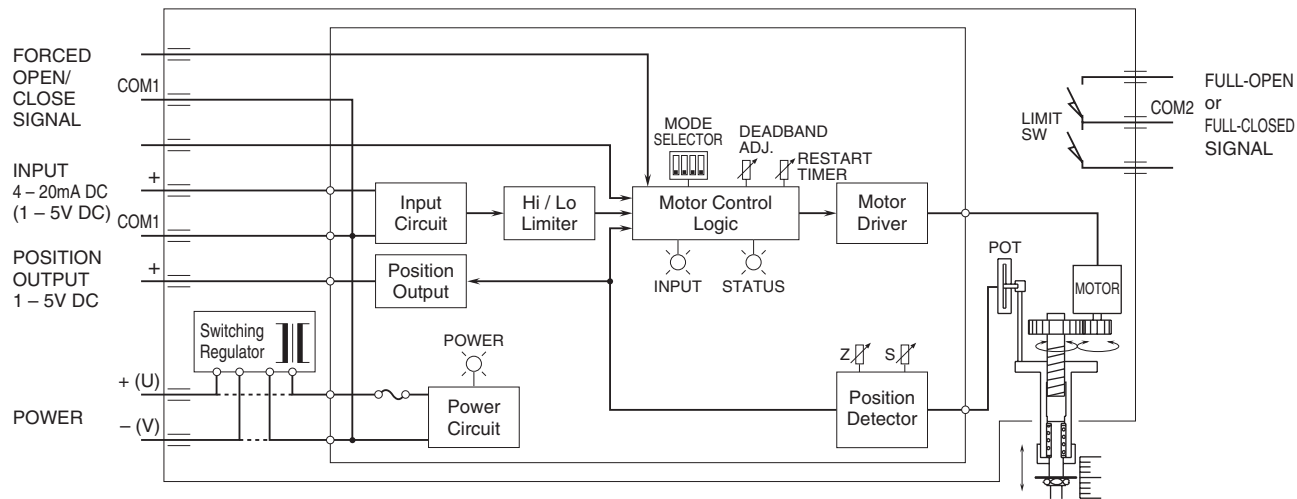 FORCED
OPEN/
CLOSE
SIGNAL
COM1
INPUT
4 – 20mA DC
(1 – 5V DC)
+
COM1
POSITION
OUTPUT
1 – 5V DC
+
POWER
+ (U)
– (V)
Switching
Regulator
Input
Circuit
Hi / Lo
Limiter
MODE
SELECTOR
DEADBAND
ADJ.
RESTART
TIMER
Motor Control
Logic
INPUT
STATUS
Motor
Driver
Position
Output
POWER
Power
Circuit
Z
S
Position
Detector
POT
MOTOR
LIMIT
SW
COM2
FULL-OPEN
or
FULL-CLOSED
SIGNAL